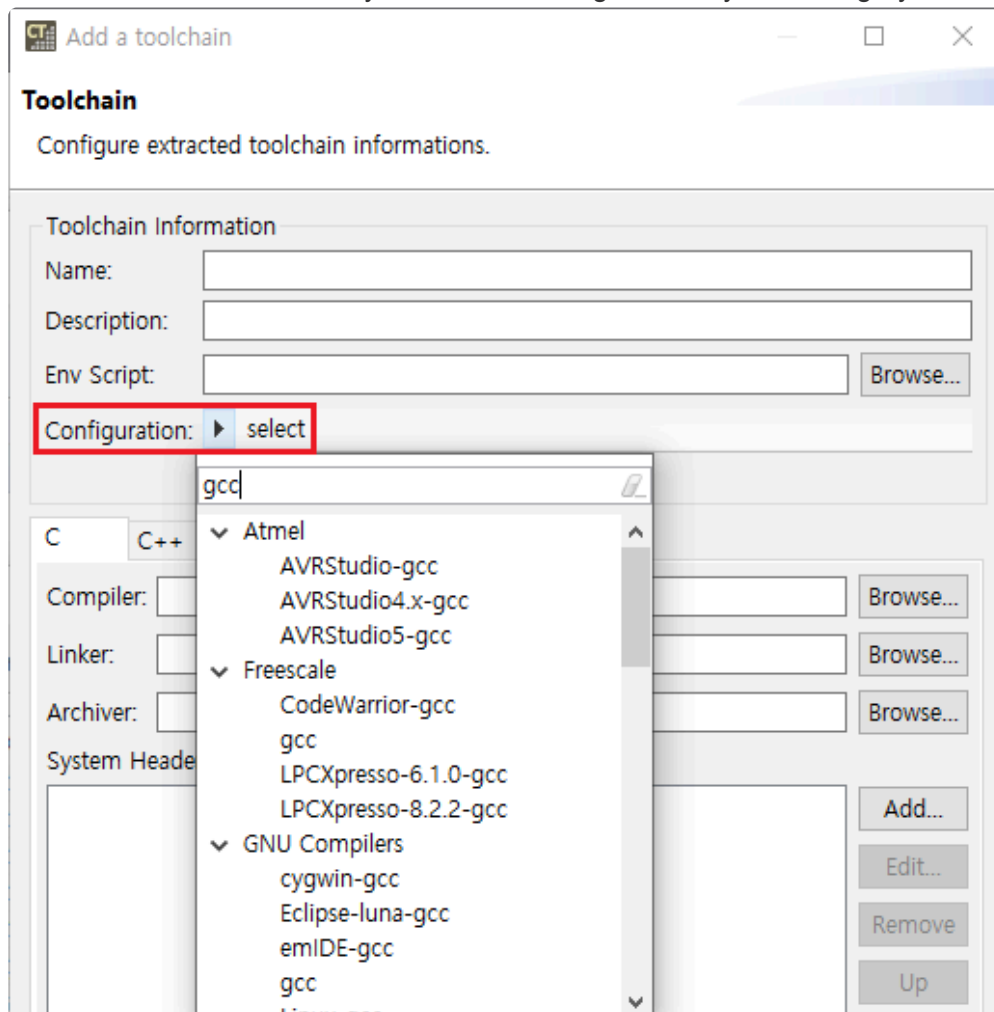 CT
Add a toolchain
Toolchain
Configure extracted toolchain informations.
Toolchain Information
Name:
Description:
Env Script:
Browse...
Configuration:
select
gcc
C
C++
Atmel
AVRStudio-gcc
AVRStudio4.x-gcc
AVRStudio5-gcc
Freescale
CodeWarrior-gcc
gcc
LPCXpresso-6.1.0-gcc
LPCXpresso-8.2.2-gcc
GNU Compilers
cygwin-gcc
Eclipse-luna-gcc
emIDE-gcc
gcc
Compiler:
Browse...
Linker:
Browse...
Archiver:
Browse...
System Heade
Add...
Edit...
Remove
Up